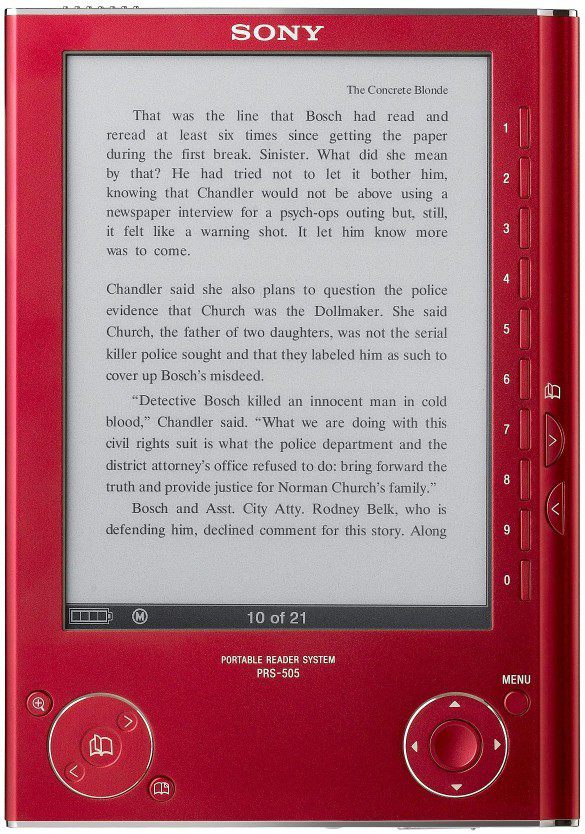 SONY
The Concrete Blonde
That was the line that Bosch had read and
reread at least six times since getting the paper
during the first break. Sinister. What did she mean
by that? He had tried not to let it bother him,
knowing that Chandler would not be above using a
newspaper interview for a psych-ops outing but, still,
it felt like a warning shot. It let him know more
was to come.
Chandler said she also plans to question the police
evidence that Church was the Dollmaker. She said
Church, the father of two daughters, was not the serial
killer police sought and that they labeled him as such to
cover up Bosch's misdeed.
“Detective Bosch killed an innocent man in cold
blood,” Chandler said. “What we are doing with this
civil rights suit is what the police department and the
district attorney's office refused to do: bring forward the
truth and provide justice for Norman Church's family.”
Bosch and Asst. City Atty. Rodney Belk, who is
defending him, declined comment for this story. Along
M
10 of 21
1
2
3
4
5
6
7
8
9
0
PORTABLE READER SYSTEM
PRS-505
MENU